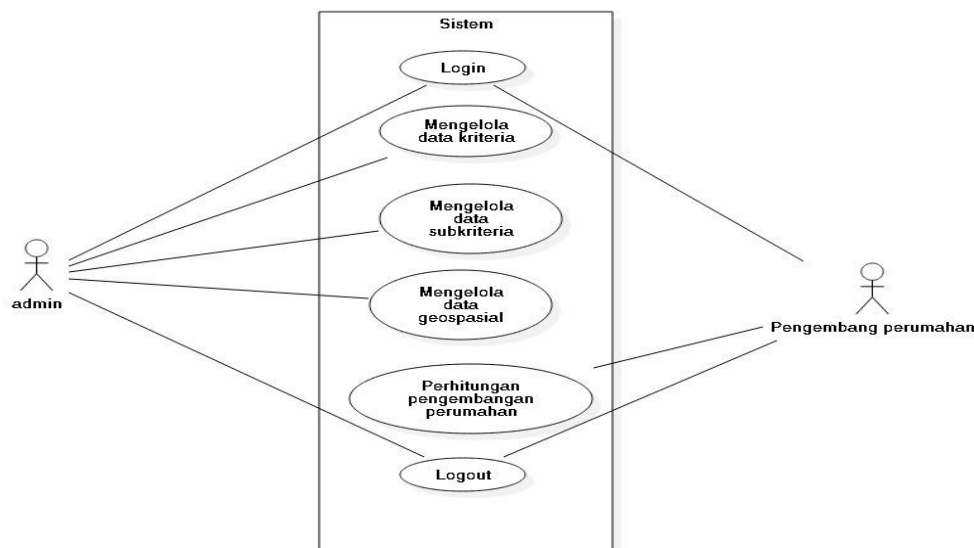 Sistem
Login
Mengelola
data kriteria
Mengelola
data
subkriteria
admin
Mengelola
data
geospasial
Pengembang perumahan
Perhitungan
pengembangan
perumahan
Logout